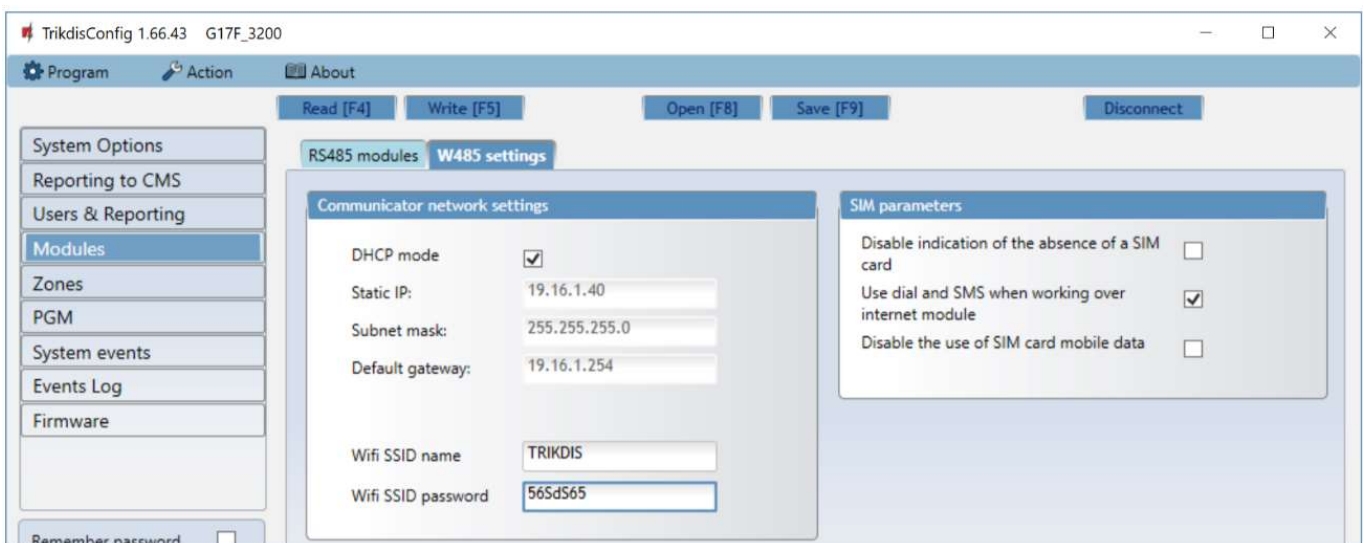 TrikdisConfig 1.66.43 G17F_3200
Program Action About
Read [F4] Write [F5] Open [F8] Save [F9] Disconnect
System Options
Reporting to CMS
Users & Reporting
Modules
Zones
PGM
System events
Events Log
Firmware
Remember password
RS485 modules W485 settings
Communicator network settings
DHCP mode
Static IP: 19.16.1.40
Subnet mask: 255.255.255.0
Default gateway: 19.16.1.254
Wifi SSID name TRIKDIS
Wifi SSID password 56SdS65
SIM parameters
Disable indication of the absence of a SIM
card
Use dial and SMS when working over
internet module
Disable the use of SIM card mobile data